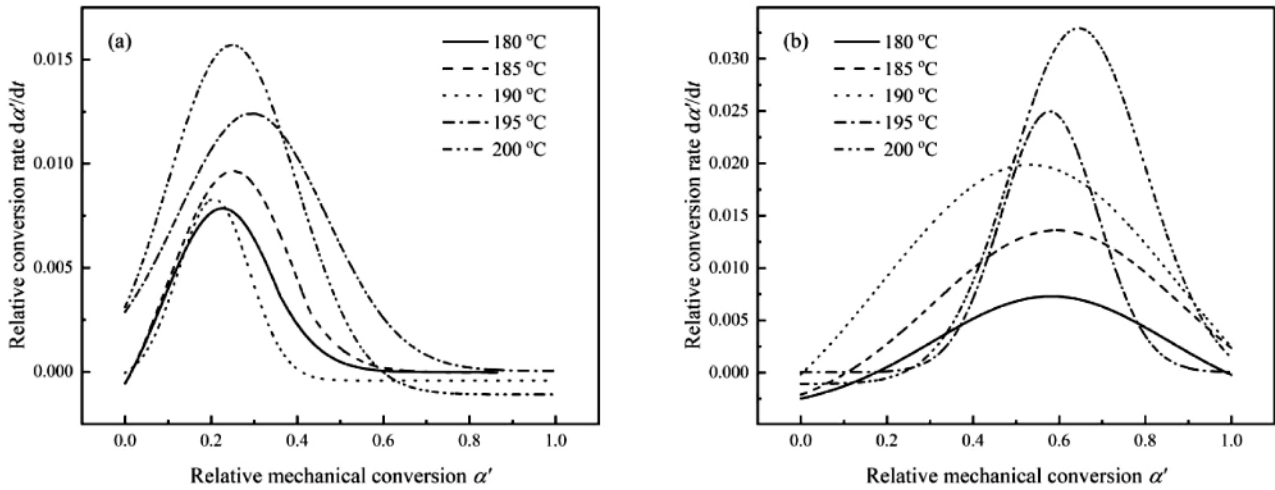 (a)
180 °C
185 °C
190 °C
195 °C
200 °C
0.015
0.010
0.005
0.000
Relative conversion rate dα′/dt
0.0
0.2
0.4
0.6
0.8
1.0
Relative mechanical conversion α′
(b)
180 °C
185 °C
190 °C
195 °C
200 °C
0.030
0.025
0.020
0.015
0.010
0.005
0.000
Relative conversion rate dα′/dt
0.0
0.2
0.4
0.6
0.8
1.0
Relative mechanical conversion α′